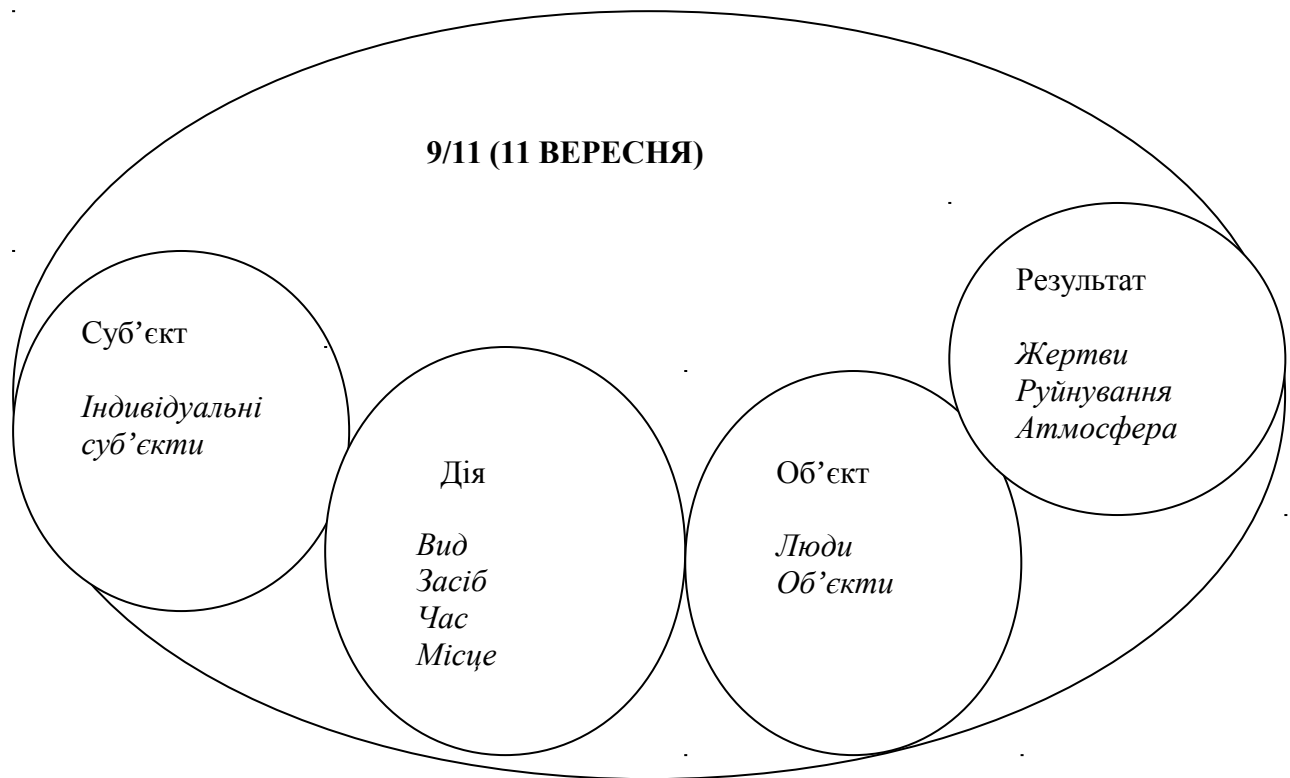 9/11 (11 ВЕРЕСНЯ)
Суб’єкт
Індивідуальні
суб’єкти
Дія
Вид
Засіб
Час
Місце
Об’єкт
Люди
Об’єкти
Результат
Жертви
Руйнування
Атмосфера